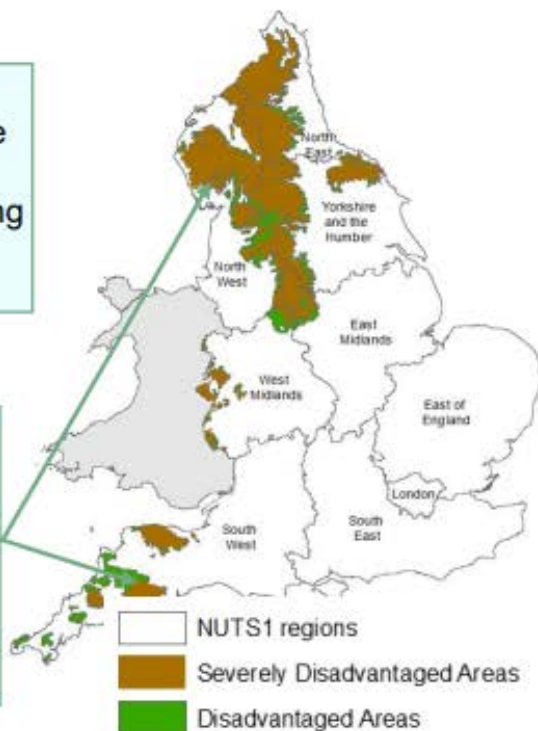 e
ng
North
East
Yorkshire
and the
Humber
North
West
East
Midlands
West
Midlands
East of
England
London
South
East
South
West
NUTS1 regions
Severely Disadvantaged Areas
Disadvantaged Areas